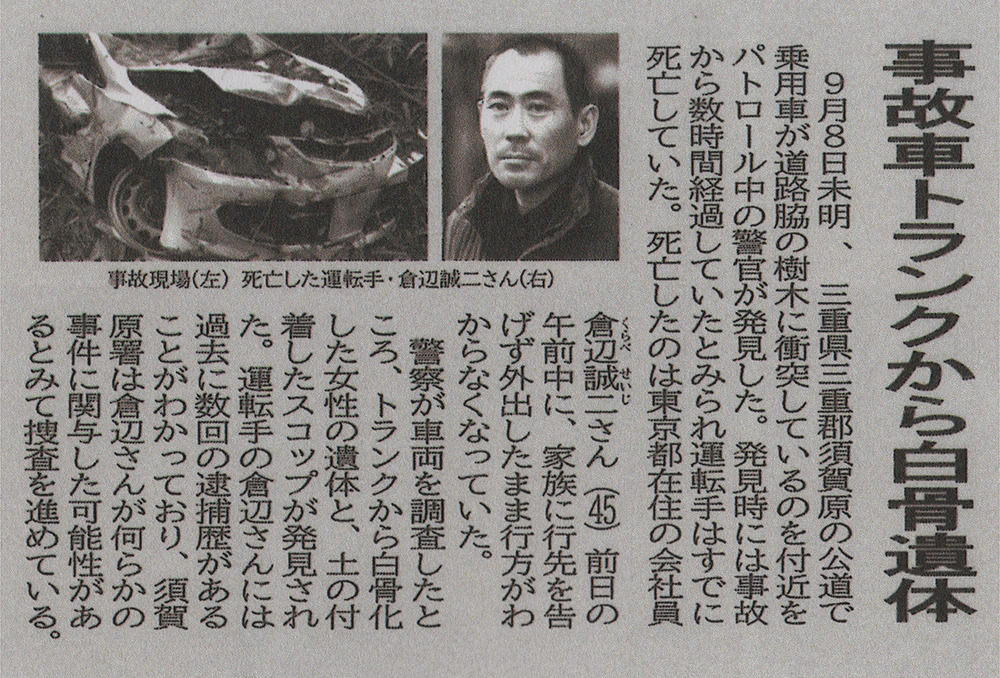 事故車トランクから白骨遺体
9月8日未明、三重県三重郡須賀原の公道で
乗用車が道路脇の樹木に衝突しているのを付近を
パトロール中の警官が発見した。発見時には事故
から数時間経過していたとみられ運転手はすでに
死亡していた。死亡したのは東京都在住の会社員
倉辺誠二さん(45)前日の
くらべ せいじ
午前中に、家族に行先を告
げず外出したまま行方がわ
からなくなっていた。
警察が車両を調査したと
ころ、トランクから白骨化
した女性の遺体と、土の付
着したスコップが発見され
た。運転手の倉辺さんには
過去に数回の逮捕歴がある
ことがわかっており、須賀
原署は倉辺さんが何らかの
事件に関与した可能性があ
るとみて捜査を進めている。
事故現場(左) 死亡した運転手・倉辺誠二さん(右)